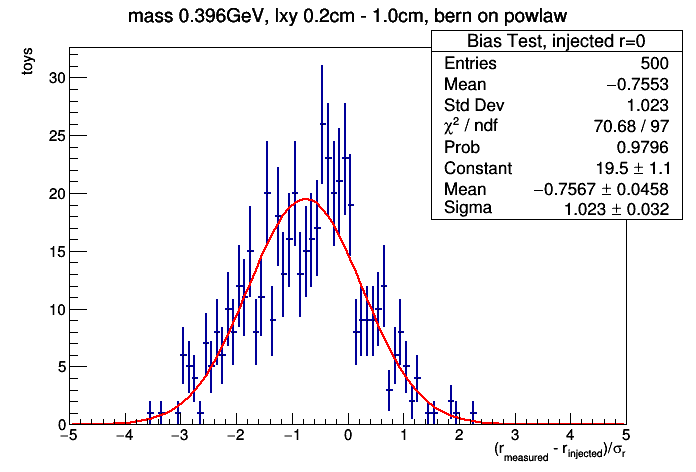 mass 0.396GeV, lxy 0.2cm - 1.0cm, bern on powlaw
toys
Bias Test, injected r=0
Entries 500
Mean −0.7553
Std Dev 1.023
χ² / ndf 70.68 / 97
Prob 0.9796
Constant 19.5 ± 1.1
Mean −0.7567 ± 0.0458
Sigma 1.023 ± 0.032
30
25
20
15
10
5
0
−5 −4 −3 −2 −1 0 1 2 3 4 5
(r_measured - r_injected)/σ_r